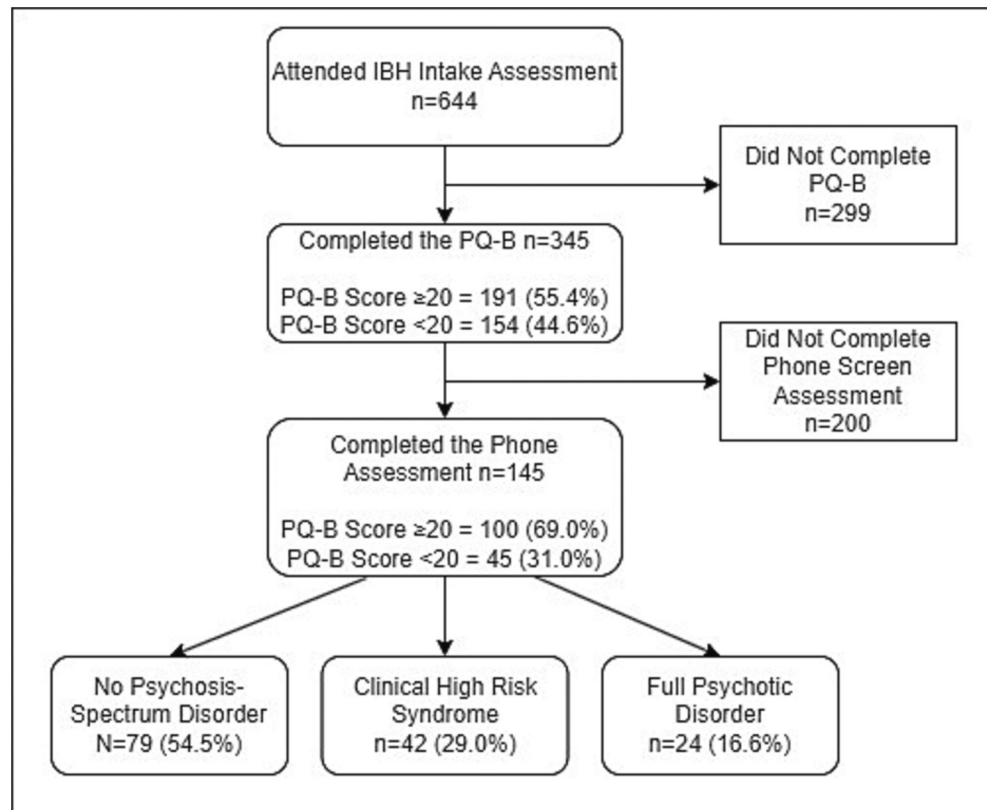 Attended IBH Intake Assessment
n=644
Did Not Complete
PQ-B
n=299
Completed the PQ-B n=345
PQ-B Score ≥20 = 191 (55.4%)
PQ-B Score <20 = 154 (44.6%)
Did Not Complete
Phone Screen
Assessment
n=200
Completed the Phone
Assessment n=145
PQ-B Score ≥20 = 100 (69.0%)
PQ-B Score <20 = 45 (31.0%)
No Psychosis-
Spectrum Disorder
N=79 (54.5%)
Clinical High Risk
Syndrome
n=42 (29.0%)
Full Psychotic
Disorder
n=24 (16.6%)